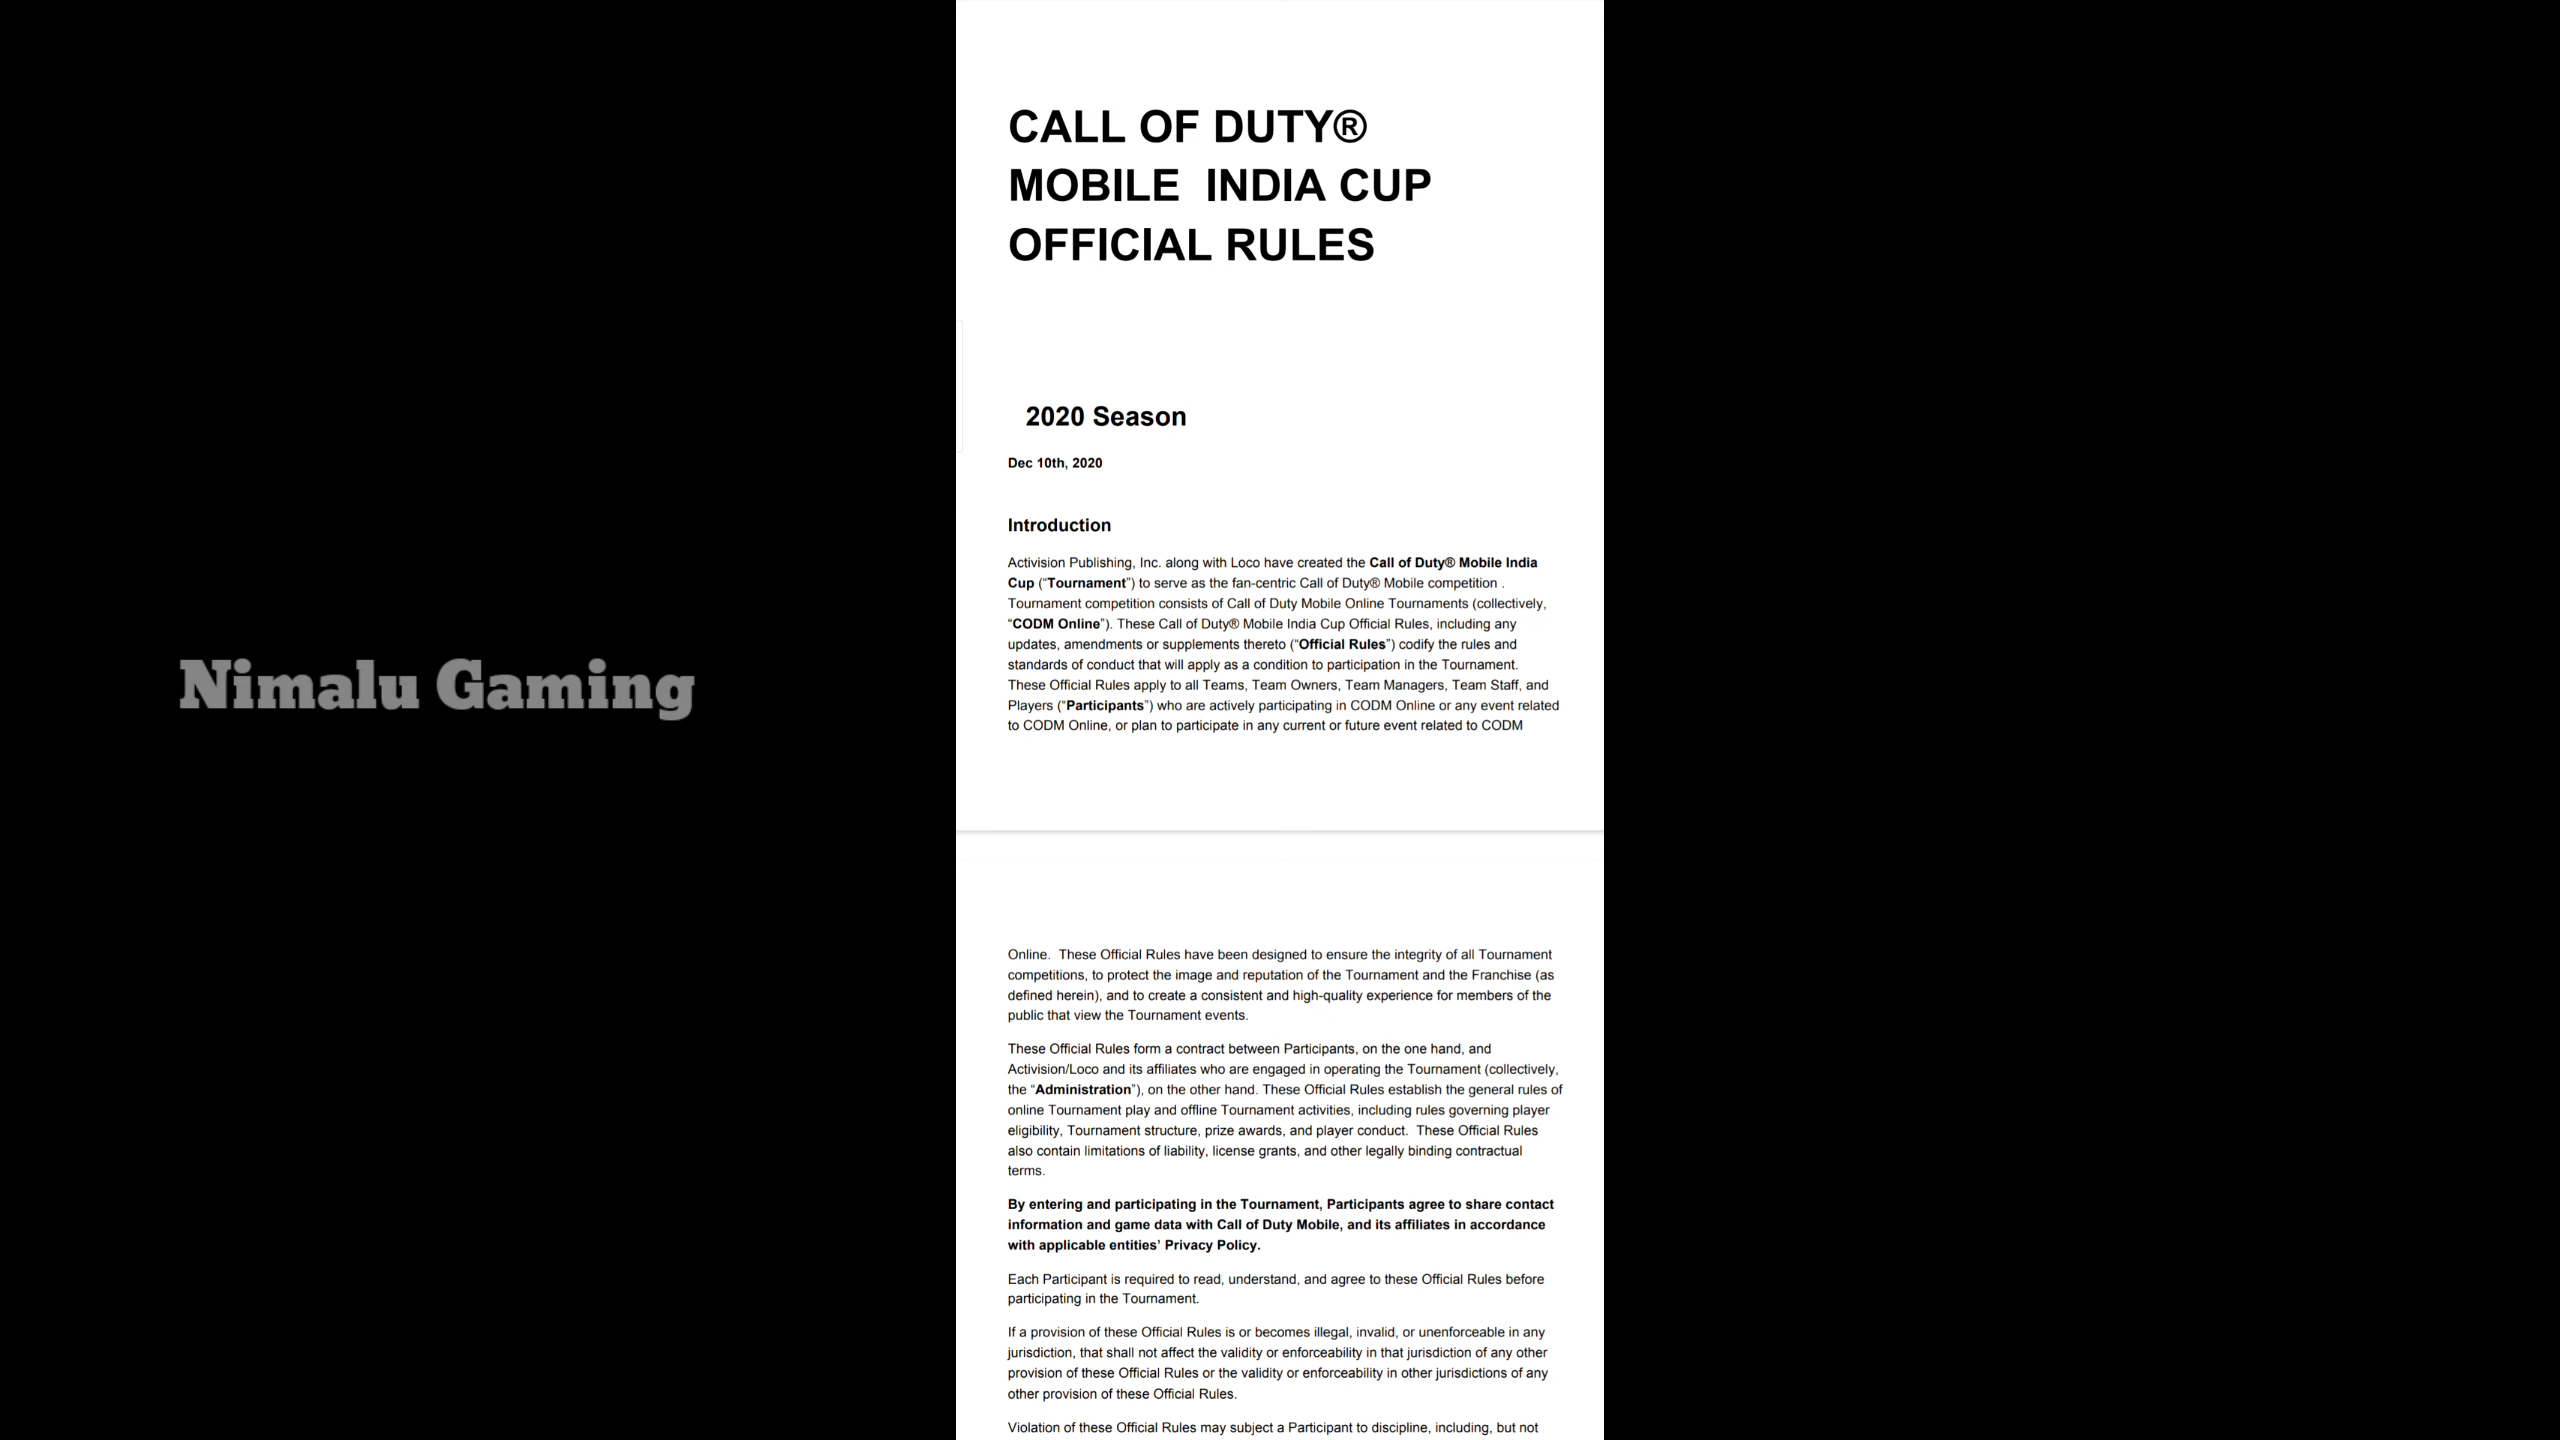 CALL OF DUTY®
MOBILE  INDIA CUP
OFFICIAL RULES
2020 Season
Dec 10th, 2020
Introduction
Activision Publishing, Inc. along with Loco have created the Call of Duty® Mobile India
Cup (“Tournament”) to serve as the fan-centric Call of Duty® Mobile competition .
Tournament competition consists of Call of Duty Mobile Online Tournaments (collectively,
“CODM Online”). These Call of Duty® Mobile India Cup Official Rules, including any
updates, amendments or supplements thereto (“Official Rules”) codify the rules and
standards of conduct that will apply as a condition to participation in the Tournament.
These Official Rules apply to all Teams, Team Owners, Team Managers, Team Staff, and
Players (“Participants”) who are actively participating in CODM Online or any event related
to CODM Online, or plan to participate in any current or future event related to CODM
Nimalu Gaming
Online.  These Official Rules have been designed to ensure the integrity of all Tournament
competitions, to protect the image and reputation of the Tournament and the Franchise (as
defined herein), and to create a consistent and high-quality experience for members of the
public that view the Tournament events.
These Official Rules form a contract between Participants, on the one hand, and
Activision/Loco and its affiliates who are engaged in operating the Tournament (collectively,
the “Administration”), on the other hand. These Official Rules establish the general rules of
online Tournament play and offline Tournament activities, including rules governing player
eligibility, Tournament structure, prize awards, and player conduct.  These Official Rules
also contain limitations of liability, license grants, and other legally binding contractual
terms.
By entering and participating in the Tournament, Participants agree to share contact
information and game data with Call of Duty Mobile, and its affiliates in accordance
with applicable entities’ Privacy Policy.
Each Participant is required to read, understand, and agree to these Official Rules before
participating in the Tournament.
If a provision of these Official Rules is or becomes illegal, invalid, or unenforceable in any
jurisdiction, that shall not affect the validity or enforceability in that jurisdiction of any other
provision of these Official Rules or the validity or enforceability in other jurisdictions of any
other provision of these Official Rules.
Violation of these Official Rules may subject a Participant to discipline, including, but not